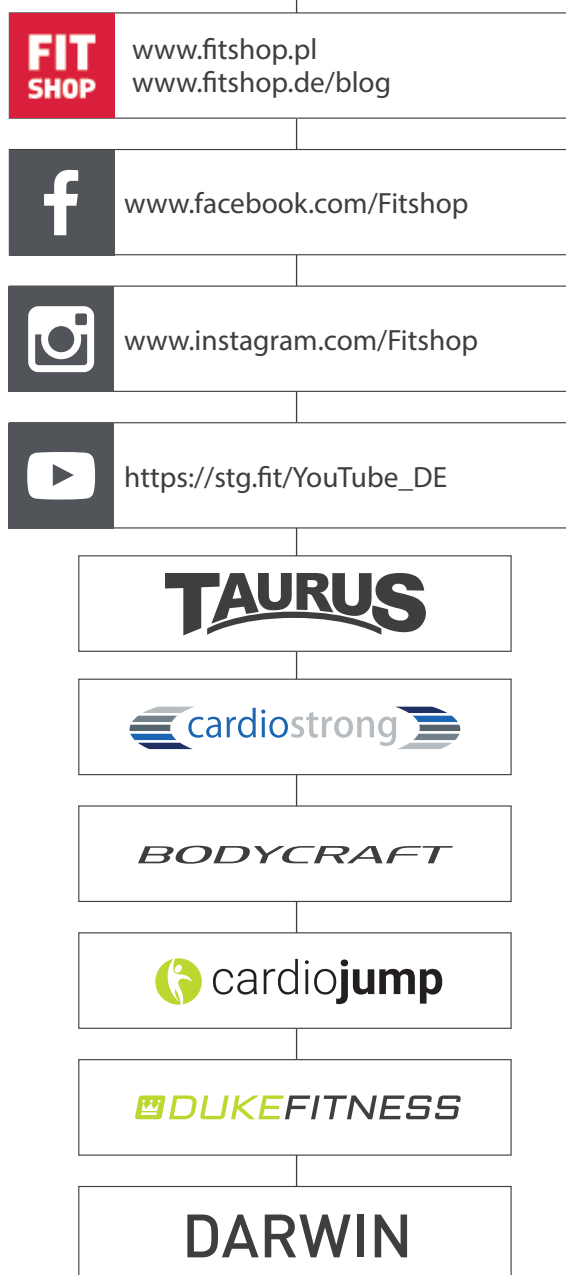 FIT
SHOP
www.fitshop.pl
www.fitshop.de/blog
f
www.facebook.com/Fitshop
www.instagram.com/Fitshop
https://stg.fit/YouTube_DE
TAURUS
cardiostrong
BODYCRAFT
cardiojump
DUKEFITNESS
DARWIN